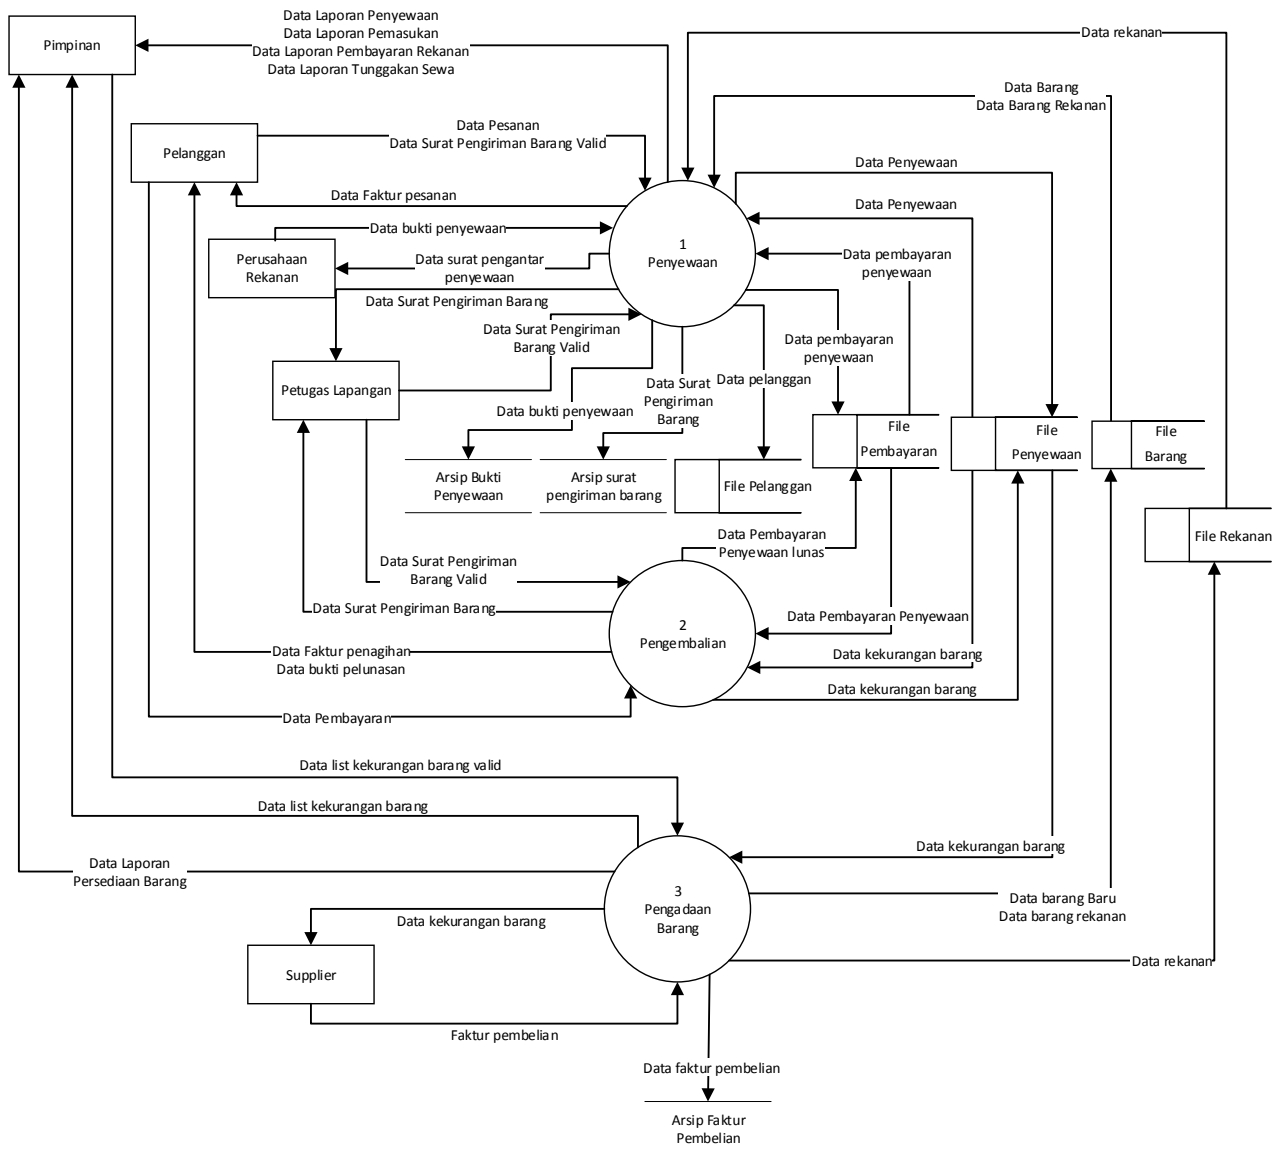 Data Laporan Penyewaan
Data Laporan Pemasukan
Data Laporan Pembayaran Rekanan
Data Laporan Tunggakan Sewa
Pimpinan
Data rekanan
Data Barang
Data Barang Rekanan
Data Pesanan
Data Surat Pengiriman Barang Valid
Pelanggan
Data Penyewaan
Data Faktur pesanan
Data Penyewaan
Data bukti penyewaan
1
Penyewaan
Perusahaan
Rekanan
Data surat pengantar
penyewaan
Data pembayaran
penyewaan
Data Surat Pengiriman Barang
Data Surat Pengiriman
Barang Valid
Data pembayaran
penyewaan
Petugas Lapangan
Data Surat
Pengiriman
Barang
Data pelanggan
Data bukti penyewaan
File
Pembayaran
File
Penyewaan
File
Barang
Arsip Bukti
Penyewaan
Arsip surat
pengiriman barang
File Pelanggan
File Rekanan
Data Pembayaran
Penyewaan lunas
Data Surat Pengiriman
Barang Valid
Data Surat Pengiriman Barang
2
Pengembalian
Data Pembayaran Penyewaan
Data Faktur penagihan
Data bukti pelunasan
Data kekurangan barang
Data kekurangan barang
Data Pembayaran
Data list kekurangan barang valid
Data list kekurangan barang
Data kekurangan barang
Data Laporan
Persediaan Barang
3
Pengadaan
Barang
Data barang Baru
Data barang rekanan
Data kekurangan barang
Data rekanan
Supplier
Faktur pembelian
Data faktur pembelian
Arsip Faktur
Pembelian